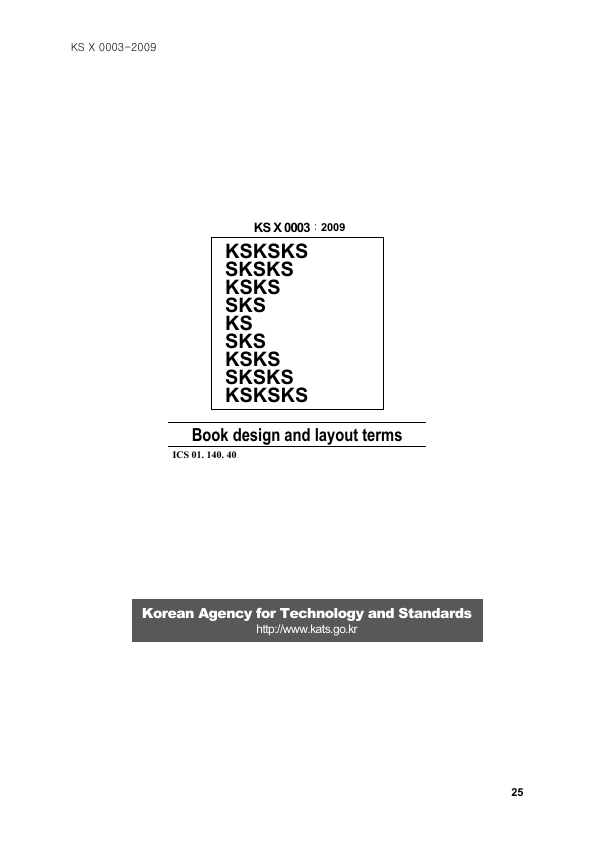 KS X 0003-2009
KS X 0003 : 2009
KSKSKS
SKSKS
KSKS
SKS
KS
SKS
KSKS
SKSKS
KSKSKS
Book design and layout terms
ICS 01. 140. 40
Korean Agency for Technology and Standards
http://www.kats.go.kr
25